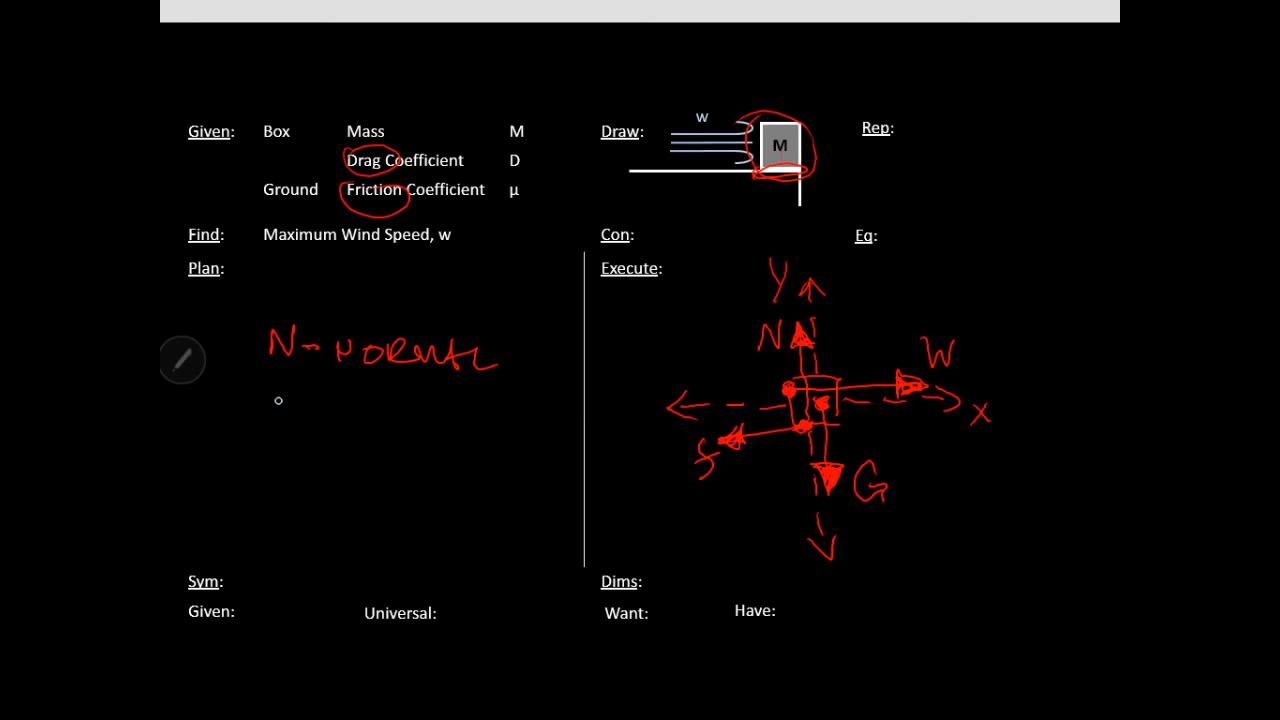 Given: Box Mass M
Drag Coefficient D
Ground Friction Coefficient μ
Find: Maximum Wind Speed, w
Plan:
N - NORMAL
Sym:
Given: Universal:
Draw: w M
Rep:
Con: Eq:
Execute:
Y
N
W
X
f
G
Dims:
Want: Have: